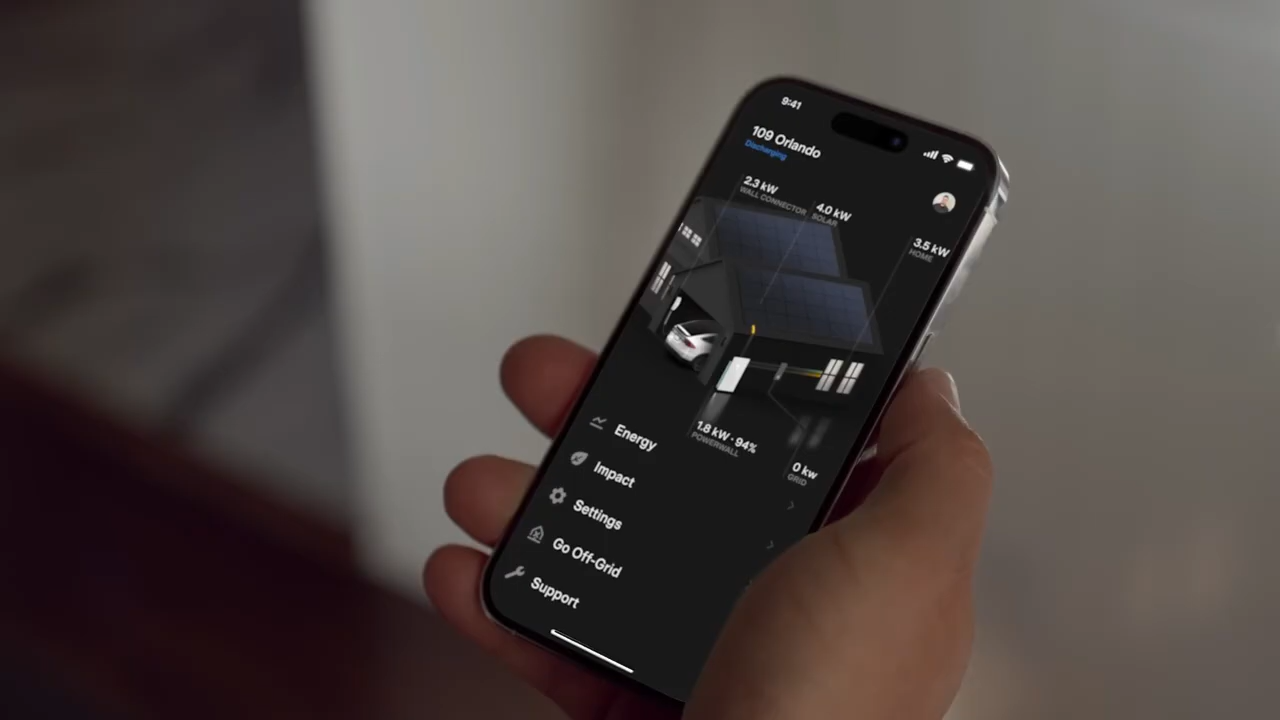 9:41
109 Orlando
Discharging
2.3 kW
WALL CONNECTOR
4.0 kW
SOLAR
3.5 kW
HOME
1.8 kW · 94%
POWERWALL
0 kw
GRID
Energy
Impact
Settings
Go Off-Grid
Support